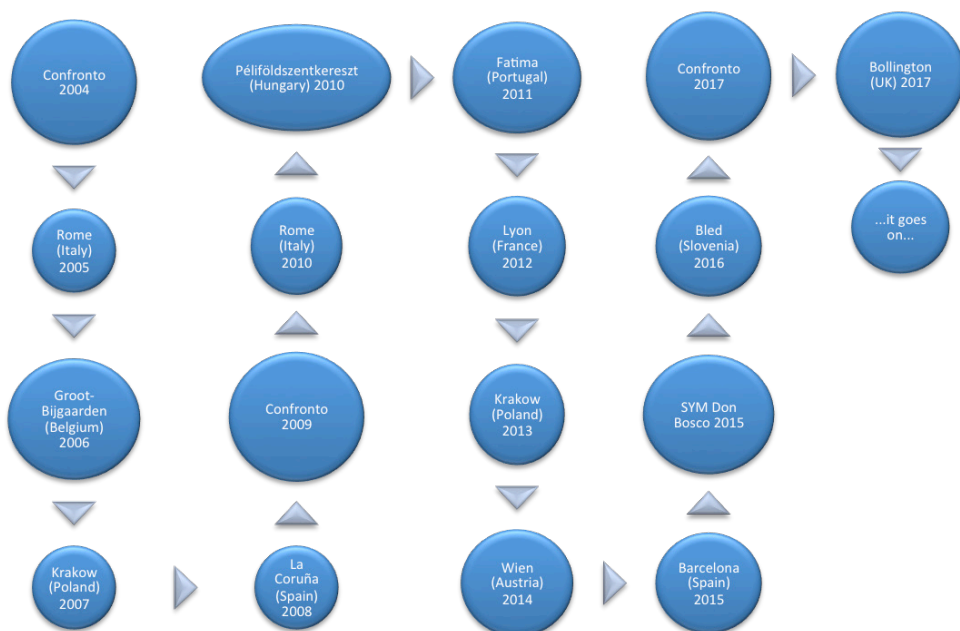 Confronto
2004
Rome
(Italy)
2005
Groot-
Bijgaarden
(Belgium)
2006
Krakow
(Poland)
2007
La
Coruña
(Spain)
2008
Confronto
2009
Rome
(Italy)
2010
Péliföldszentkereszt
(Hungary) 2010
Fatima
(Portugal)
2011
Lyon
(France)
2012
Krakow
(Poland)
2013
Wien
(Austria)
2014
Barcelona
(Spain)
2015
SYM Don
Bosco 2015
Bled
(Slovenia)
2016
Confronto
2017
Bollington
(UK) 2017
...it goes
on...